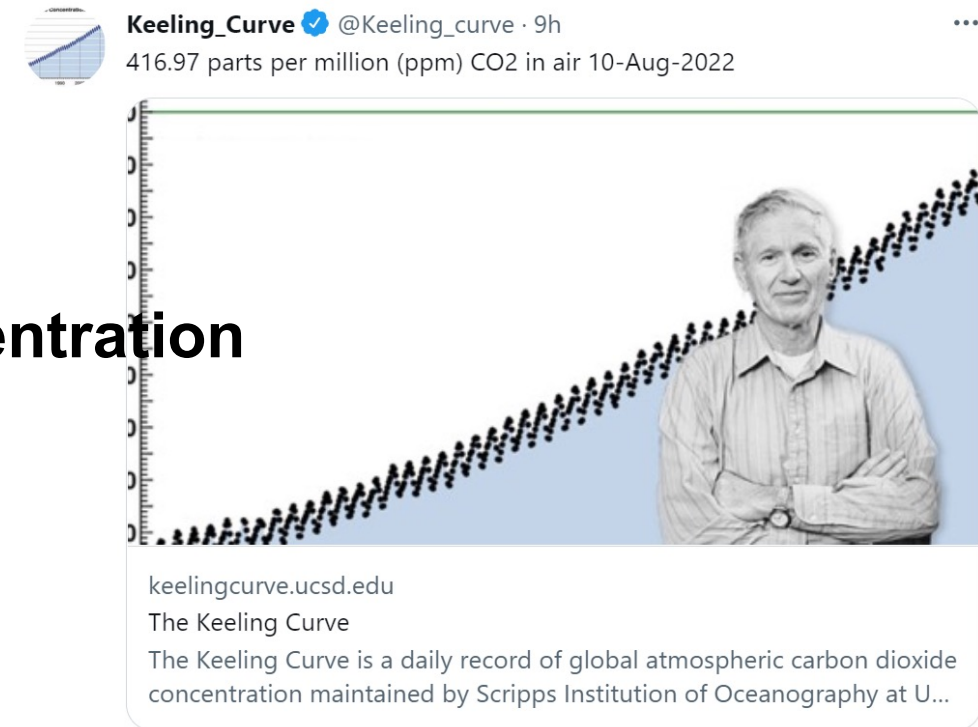 Keeling_Curve @Keeling_curve · 9h
416.97 parts per million (ppm) CO2 in air 10-Aug-2022
entration
keelingcurve.ucsd.edu
The Keeling Curve
The Keeling Curve is a daily record of global atmospheric carbon dioxide
concentration maintained by Scripps Institution of Oceanography at U...